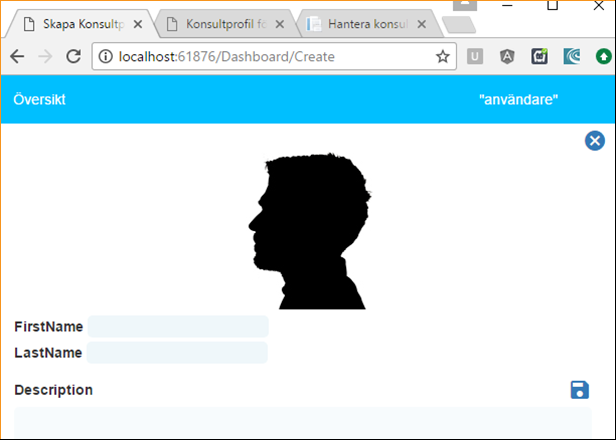 Skapa Konsultp
Konsultprofil fö
Hantera konsul
localhost:61876/Dashboard/Create
Översikt
"användare"
FirstName
LastName
Description